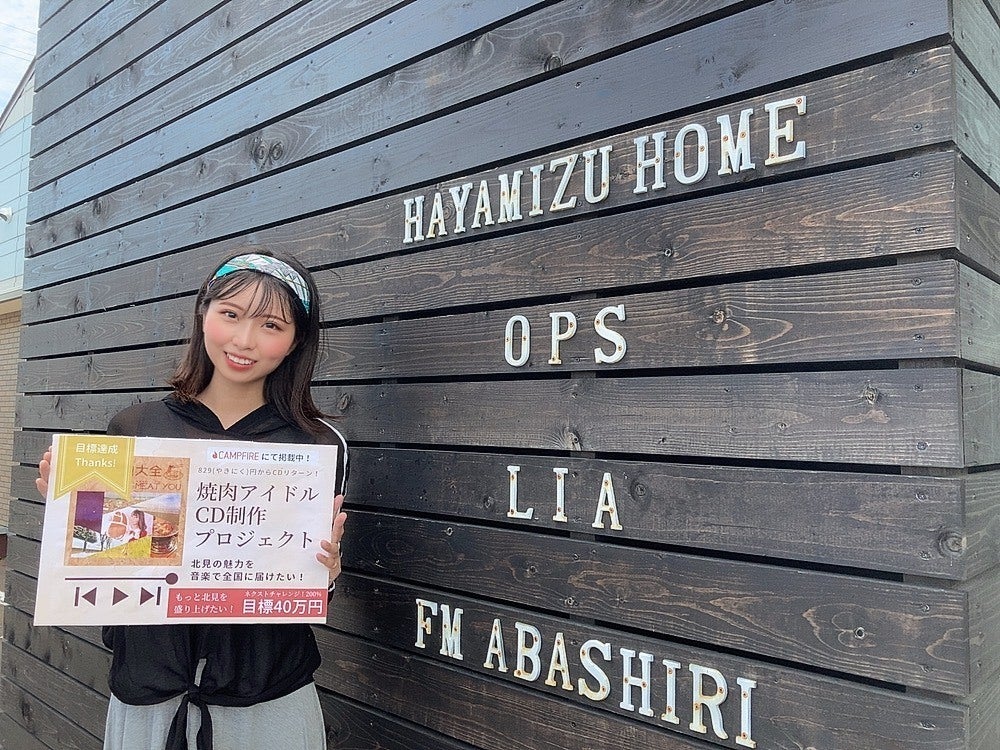 HAYAMIZU HOME
OPS
LIA
FM ABASHIRI
目標達成
Thanks!
CAMPFIREにて掲載中！
829(やきにく)円からCDリターン！
大全
MEAT YOU
焼肉アイドル
CD制作
プロジェクト
北見の魅力を
音楽で全国に届けたい！
もっと北見を
盛り上げたい！
ネクストチャレンジ！200%
目標40万円